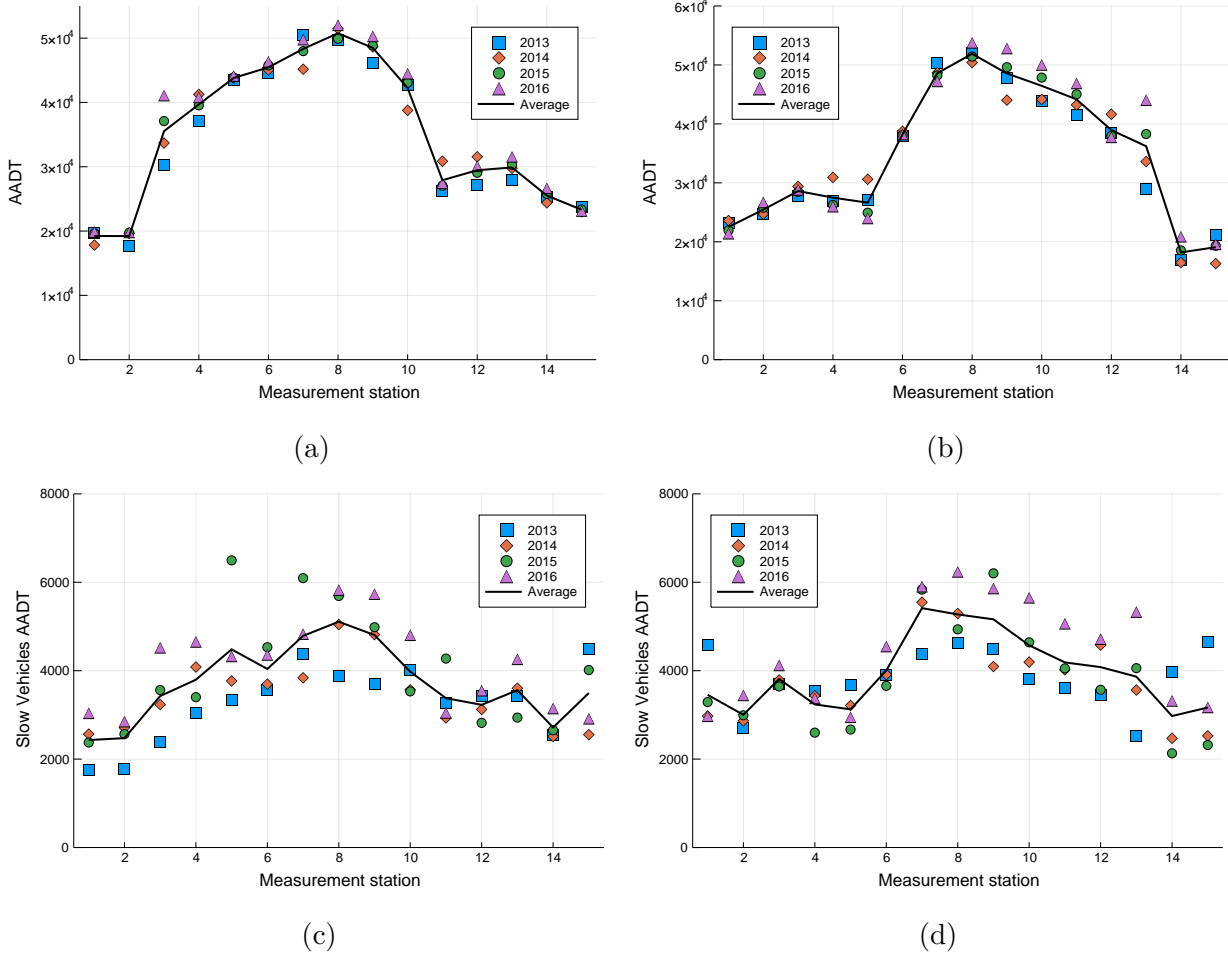 5×10⁴
4×10⁴
3×10⁴
2×10⁴
1×10⁴
0
AADT
2 4 6 8 10 12 14
Measurement station
2013
2014
2015
2016
Average
(a)
6×10⁴
5×10⁴
4×10⁴
3×10⁴
2×10⁴
1×10⁴
0
AADT
2 4 6 8 10 12 14
Measurement station
2013
2014
2015
2016
Average
(b)
8000
6000
4000
2000
0
Slow Vehicles AADT
2 4 6 8 10 12 14
Measurement station
2013
2014
2015
2016
Average
(c)
8000
6000
4000
2000
0
Slow Vehicles AADT
2 4 6 8 10 12 14
Measurement station
2013
2014
2015
2016
Average
(d)